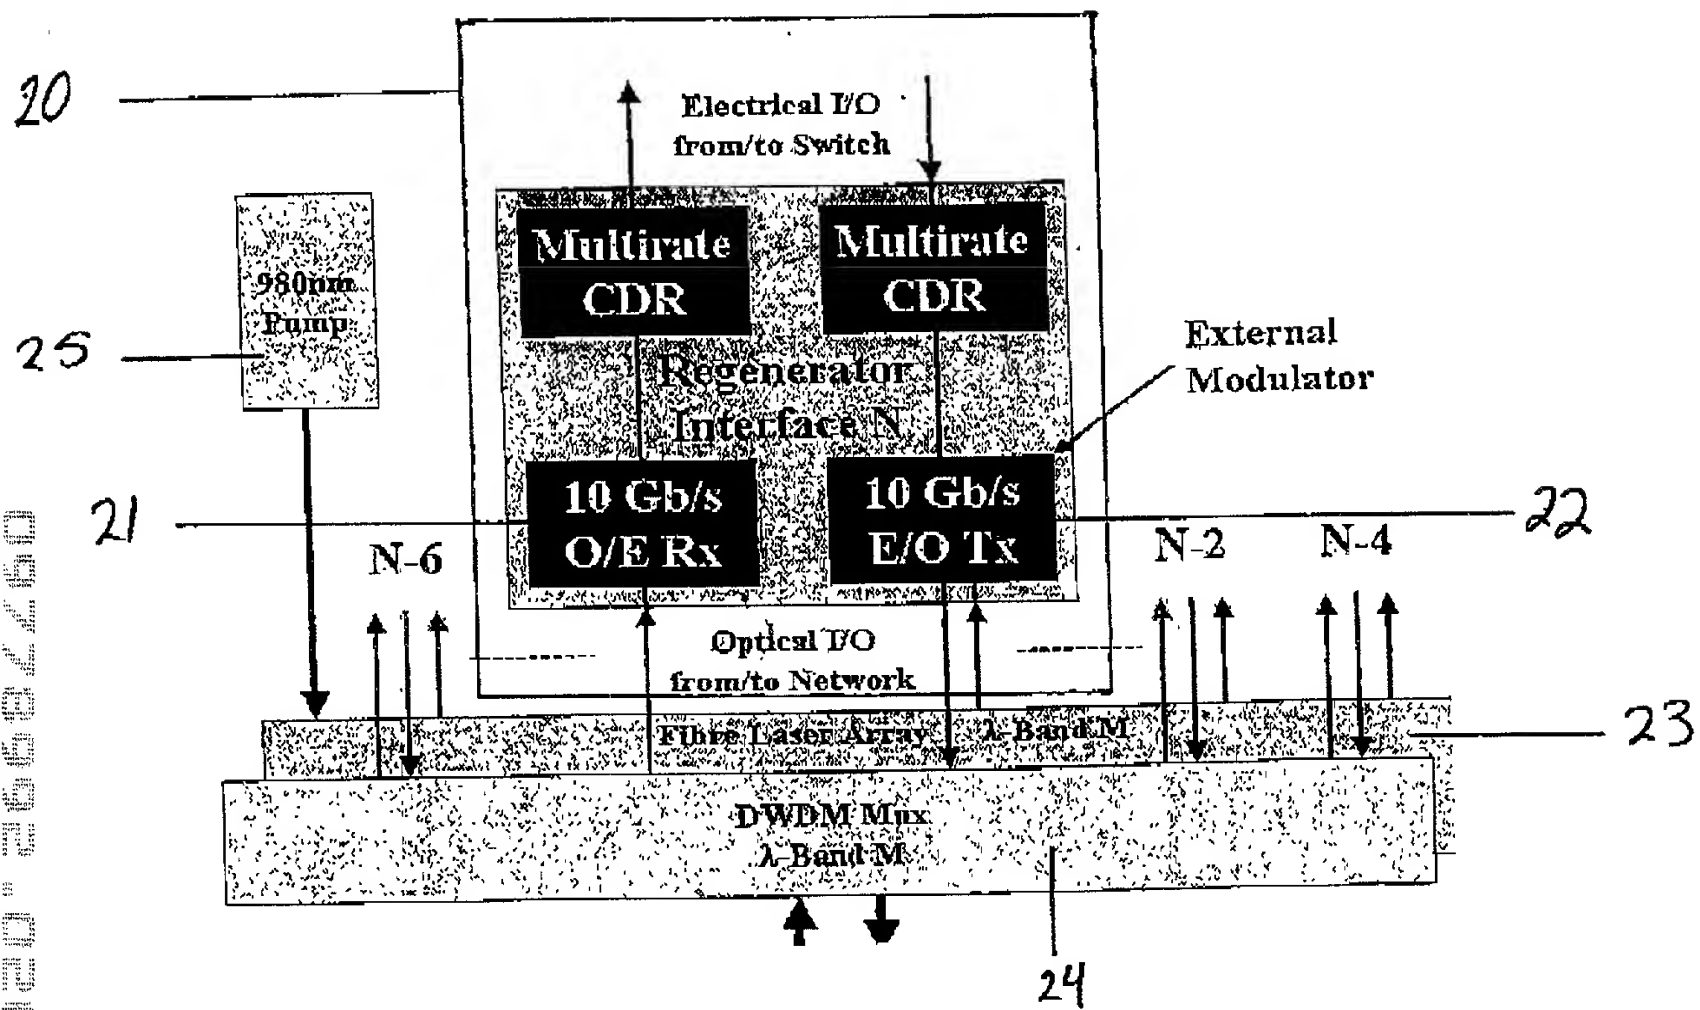 20
Electrical I/O
from/to Switch
Multirate
CDR
Multirate
CDR
980nm
Pump
25
External
Modulator
Regenerator
Interface N
10 Gb/s
O/E Rx
10 Gb/s
E/O Tx
21
22
N-6
N-2
N-4
Optical I/O
from/to Network
Fibre Laser Array
λ-Band M
23
DWDM Mux
λ-Band M
24